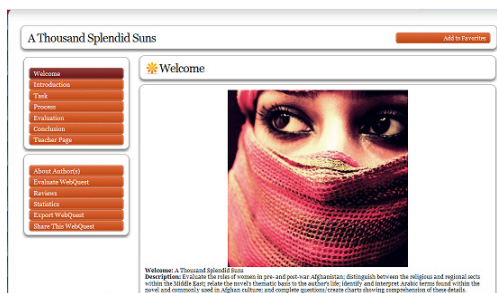 A Thousand Splendid Suns
Add to Favorites
Welcome
Introduction
Task
Process
Evaluation
Conclusion
Teacher Page
About Author(s)
Evaluate WebQuest
Reviews
Statistics
Export WebQuest
Share This WebQuest
Welcome
Welcome: A Thousand Splendid Suns
Description: Evaluate the roles of women in pre- and post-war Afghanistan; distinguish between the religious and regional sects
within the Middle East; relate the novel's thematic basis to the author's life; identify and interpret Arabic terms found within the
novel and commonly used in Afghan culture; and complete questions/create charts showing comprehension of these details.